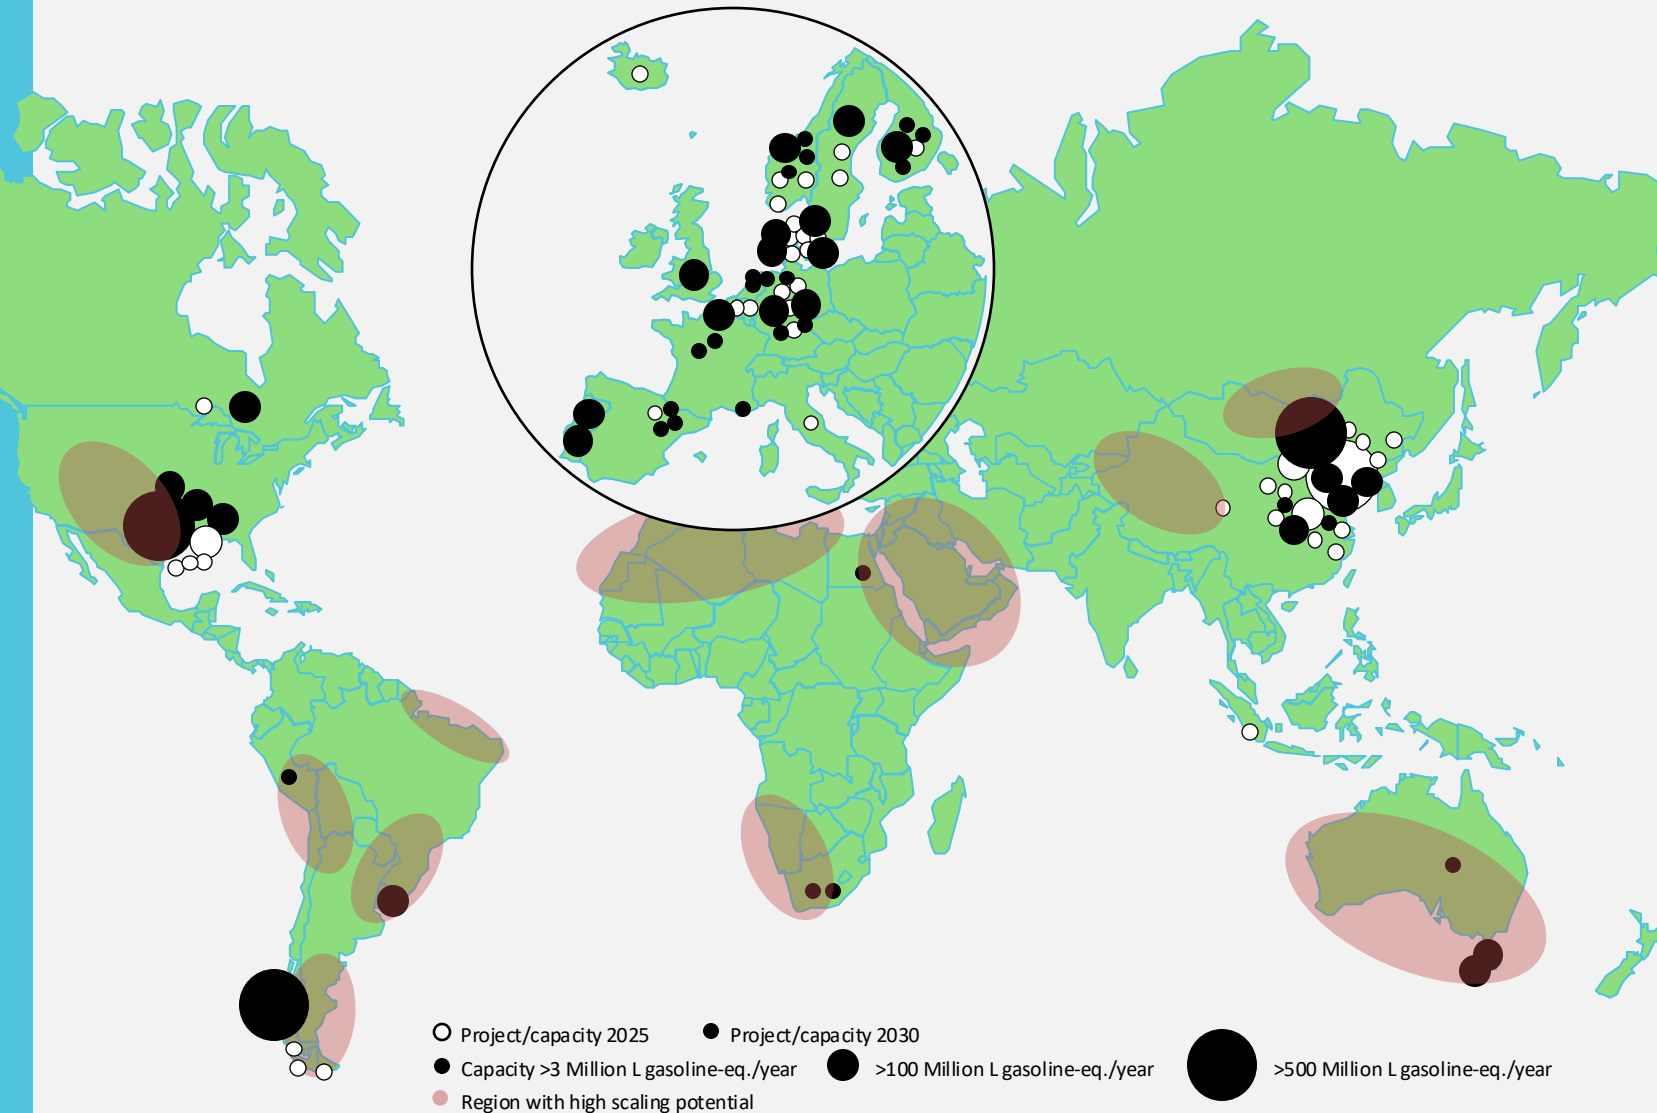 Project/capacity 2025
Project/capacity 2030
Capacity >3 Million L gasoline-eq./year
>100 Million L gasoline-eq./year
>500 Million L gasoline-eq./year
Region with high scaling potential